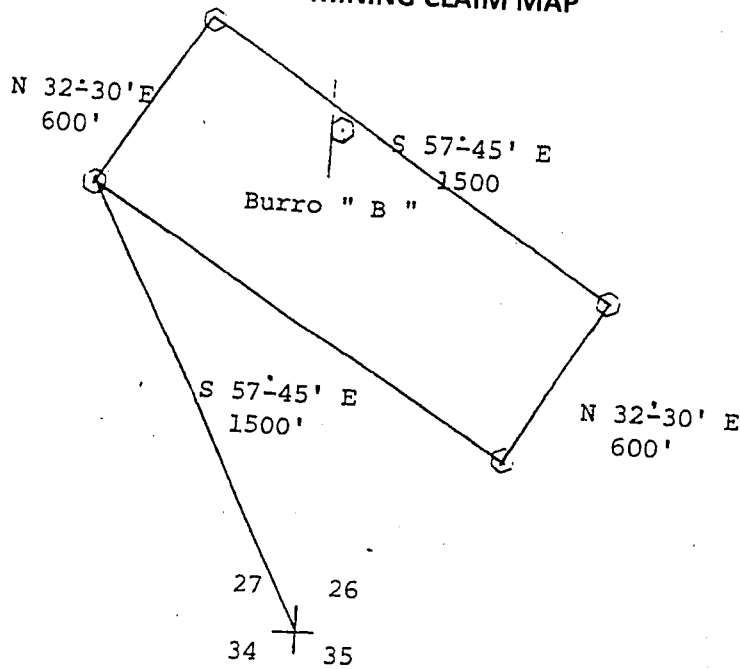 MINING CLAIM MAP
N 32°-30'E
600'
S 57°-45' E
1500
Burro " B "
S 57°-45' E
1500'
N 32°-30' E
600'
27 26
34 35